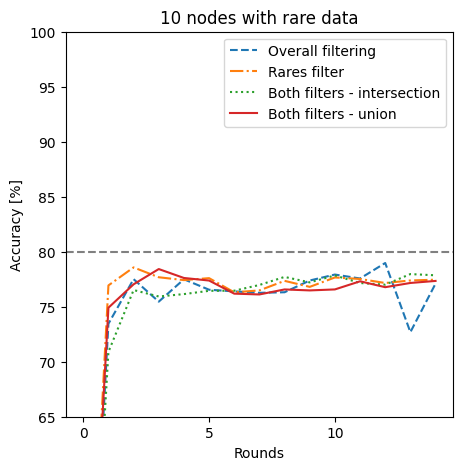 10 nodes with rare data
Overall filtering
Rares filter
Both filters - intersection
Both filters - union
Accuracy [%]
100
95
90
85
80
75
70
65
0
5
10
Rounds